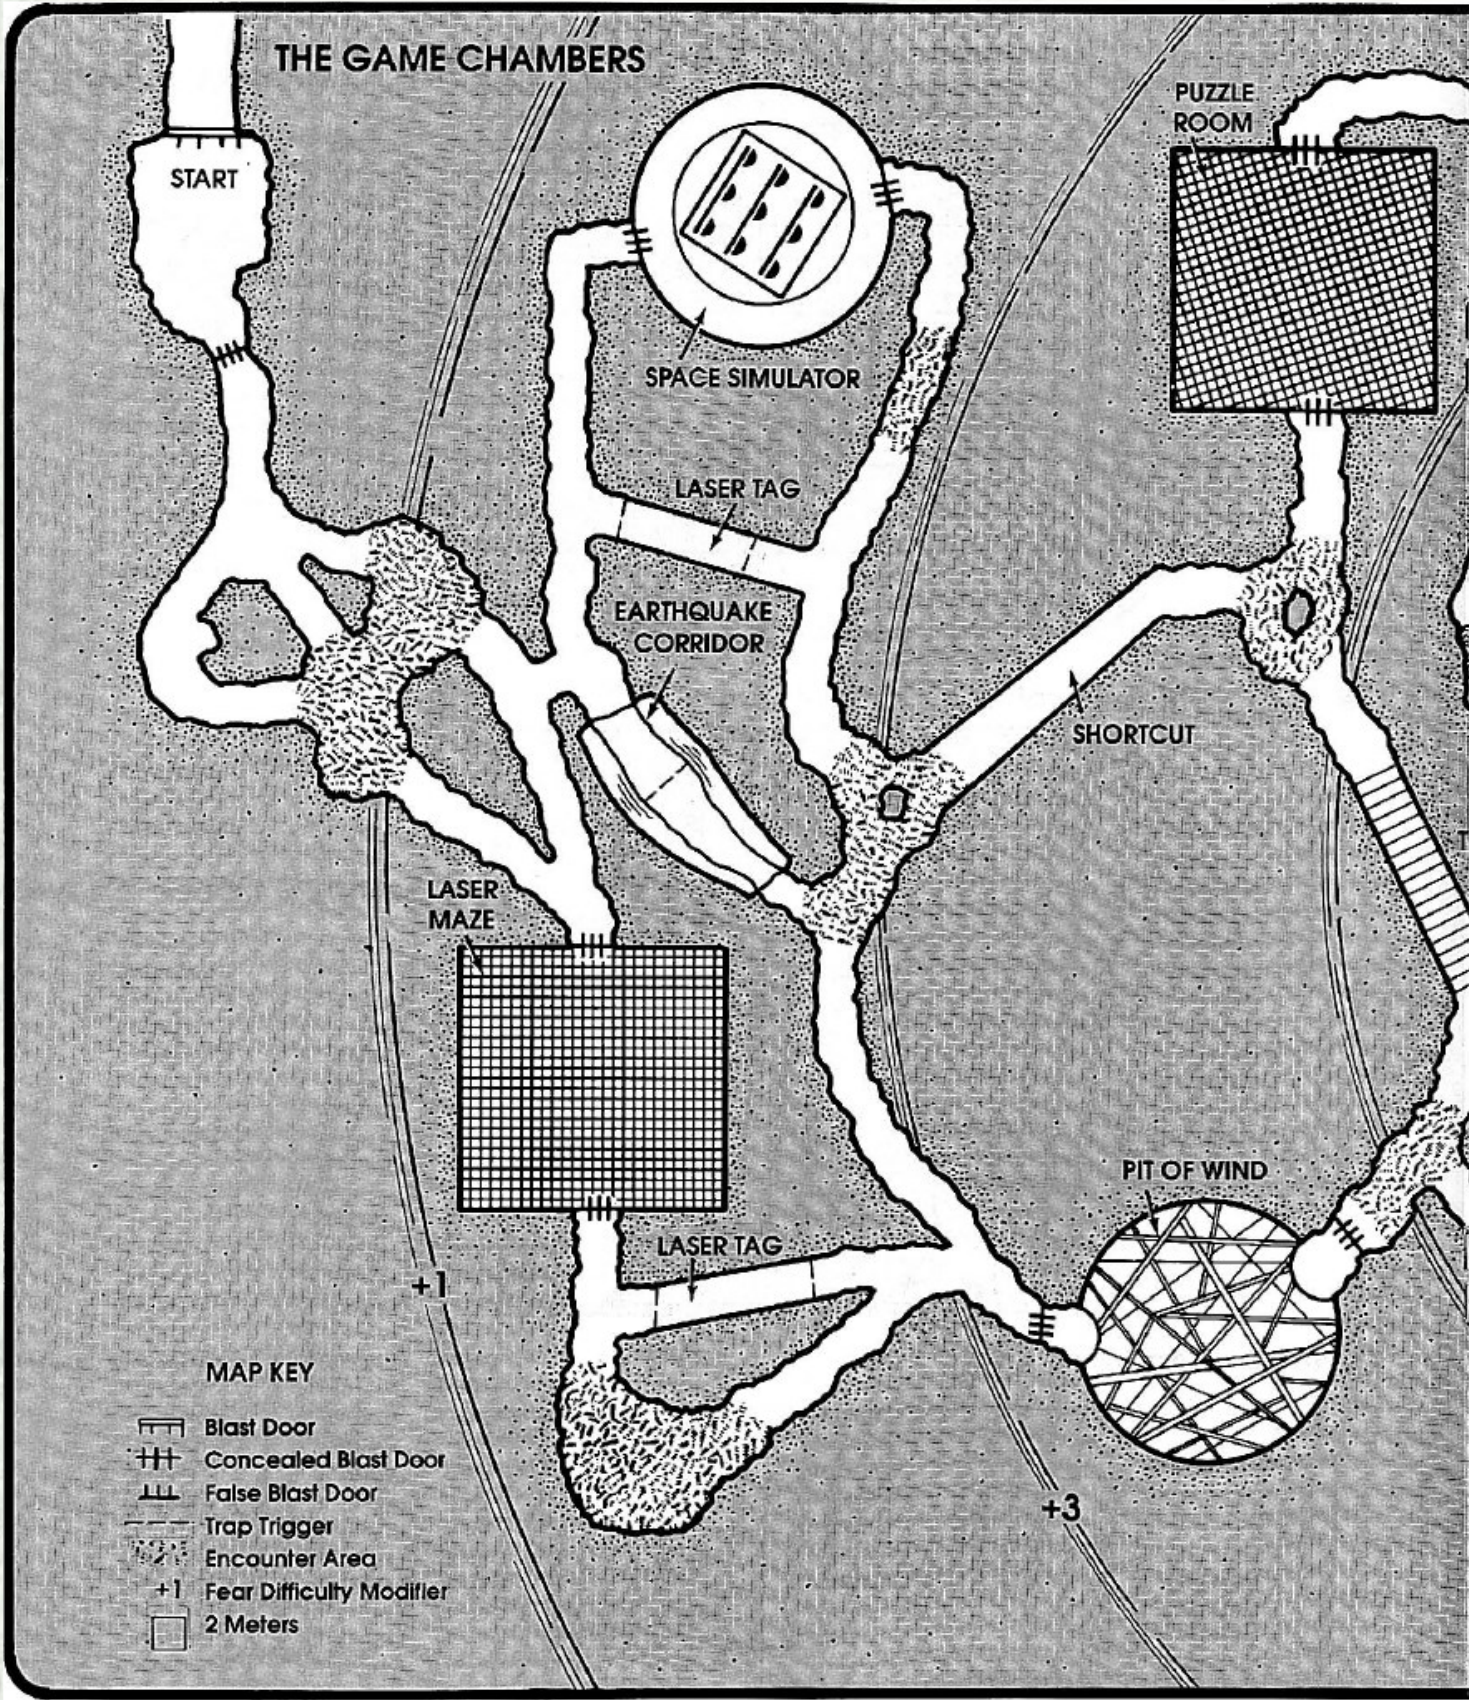 THE GAME CHAMBERS
START
PUZZLE
ROOM
SPACE SIMULATOR
LASER TAG
EARTHQUAKE
CORRIDOR
SHORTCUT
LASER
MAZE
PIT OF WIND
LASER TAG
+1
+3
MAP KEY
Blast Door
Concealed Blast Door
False Blast Door
Trap Trigger
Encounter Area
+1 Fear Difficulty Modifier
2 Meters